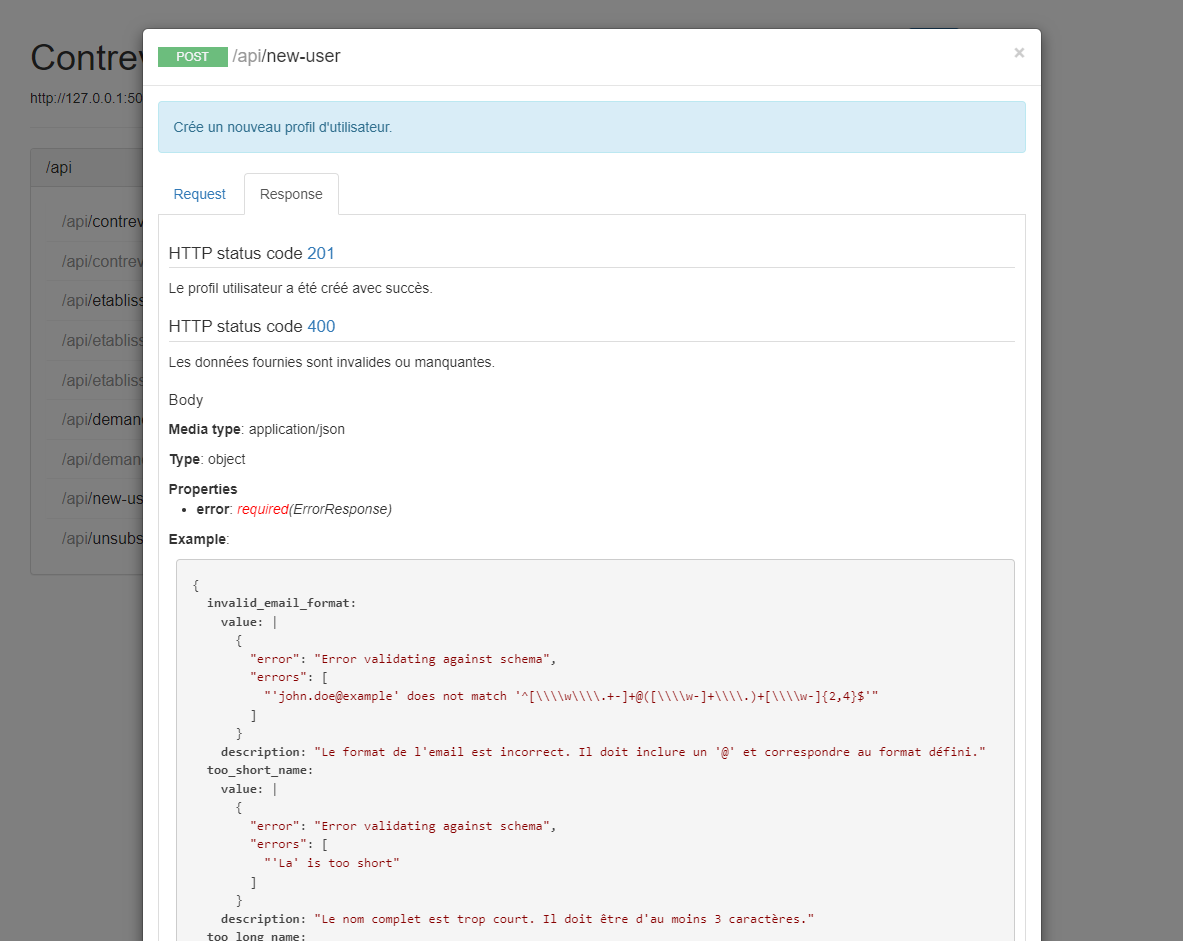 Contrev
http://127.0.0.1:50
/api
/api/contrev
/api/contrev
/api/etabliss
/api/etabliss
/api/etabliss
/api/deman
/api/deman
/api/new-us
/api/unsubs
POST /api/new-user ×
Crée un nouveau profil d'utilisateur.
Request Response
HTTP status code 201
Le profil utilisateur a été créé avec succès.
HTTP status code 400
Les données fournies sont invalides ou manquantes.
Body
Media type: application/json
Type: object
Properties
• error: required(ErrorResponse)
Example:
{
  invalid_email_format:
    value: |
      {
        "error": "Error validating against schema",
        "errors": [
          "'john.doe@example' does not match '^[\\\\w\\\\.+-]+@([\\\\w-]+\\\\.)+[\\\\w-]{2,4}$'"
        ]
      }
    description: "Le format de l'email est incorrect. Il doit inclure un '@' et correspondre au format défini."
  too_short_name:
    value: |
      {
        "error": "Error validating against schema",
        "errors": [
          "'La' is too short"
        ]
      }
    description: "Le nom complet est trop court. Il doit être d'au moins 3 caractères."
  too_long_name: